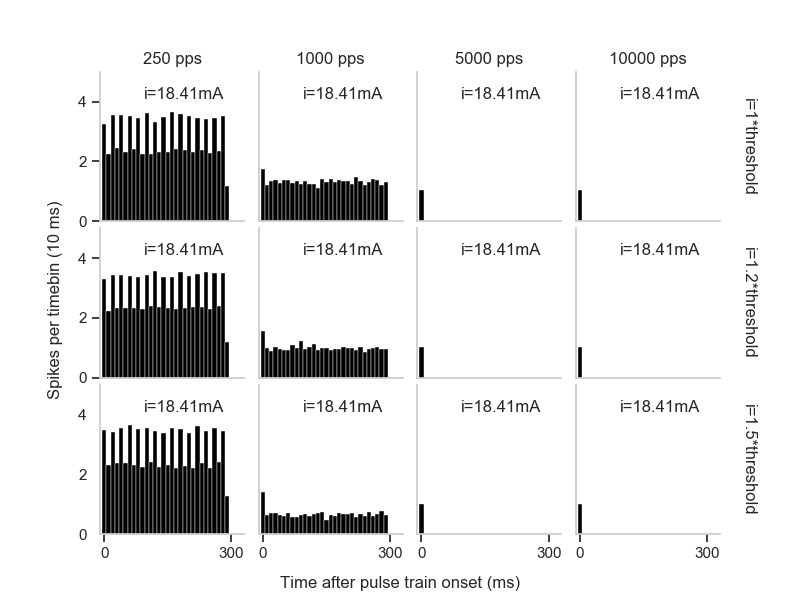 250 pps 1000 pps 5000 pps 10000 pps
i=18.41mA i=18.41mA i=18.41mA i=18.41mA
4
2
0
i=1*threshold
i=18.41mA i=18.41mA i=18.41mA i=18.41mA
4
2
0
i=1.2*threshold
i=18.41mA i=18.41mA i=18.41mA i=18.41mA
4
2
0
i=1.5*threshold
Spikes per timebin (10 ms)
0 300 0 300 0 300 0 300
Time after pulse train onset (ms)